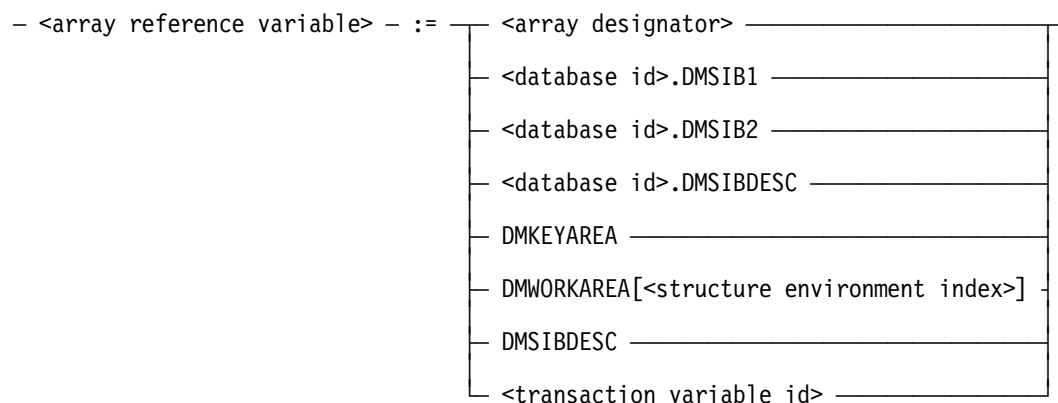 <array reference variable> := <array designator>
<database id>.DMSIB1
<database id>.DMSIB2
<database id>.DMSIBDESC
DMKEYAREA
DMWORKAREA[<structure environment index>]
DMSIBDESC
<transaction variable id>